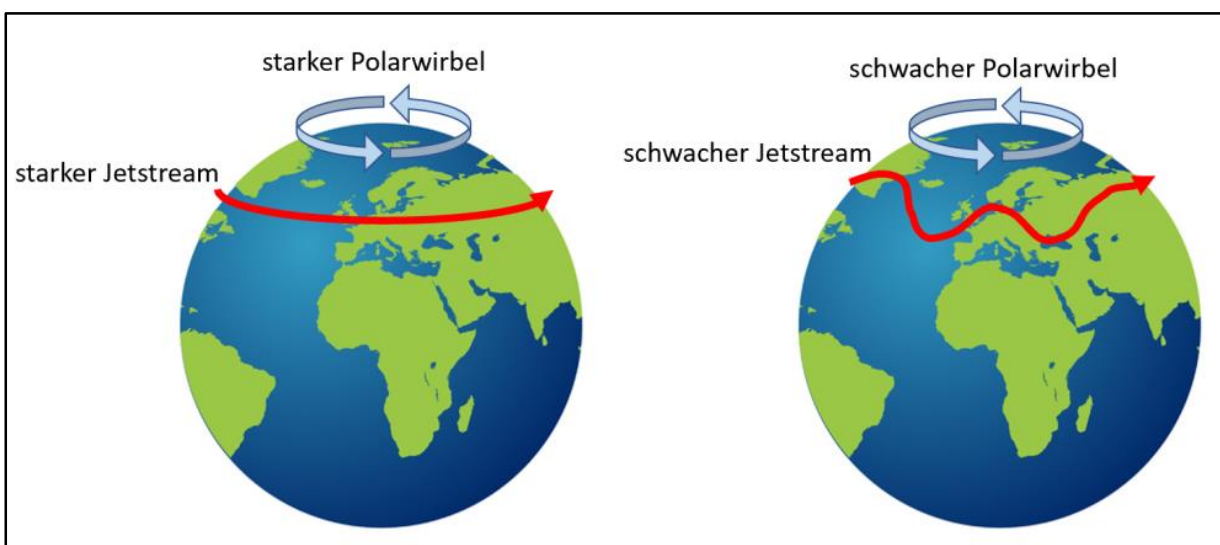 starker Polarwirbel
starker Jetstream
schwacher Polarwirbel
schwacher Jetstream